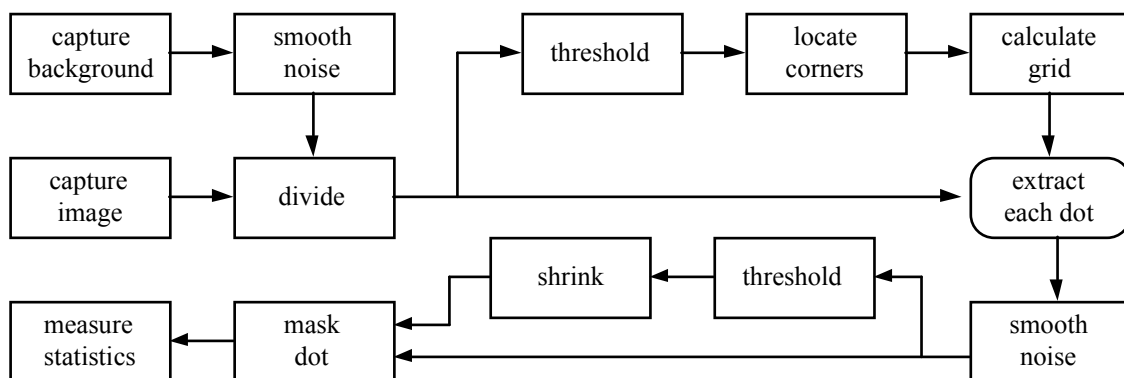 capture
background
smooth
noise
threshold
locate
corners
calculate
grid
capture
image
divide
extract
each dot
shrink
threshold
measure
statistics
mask
dot
smooth
noise